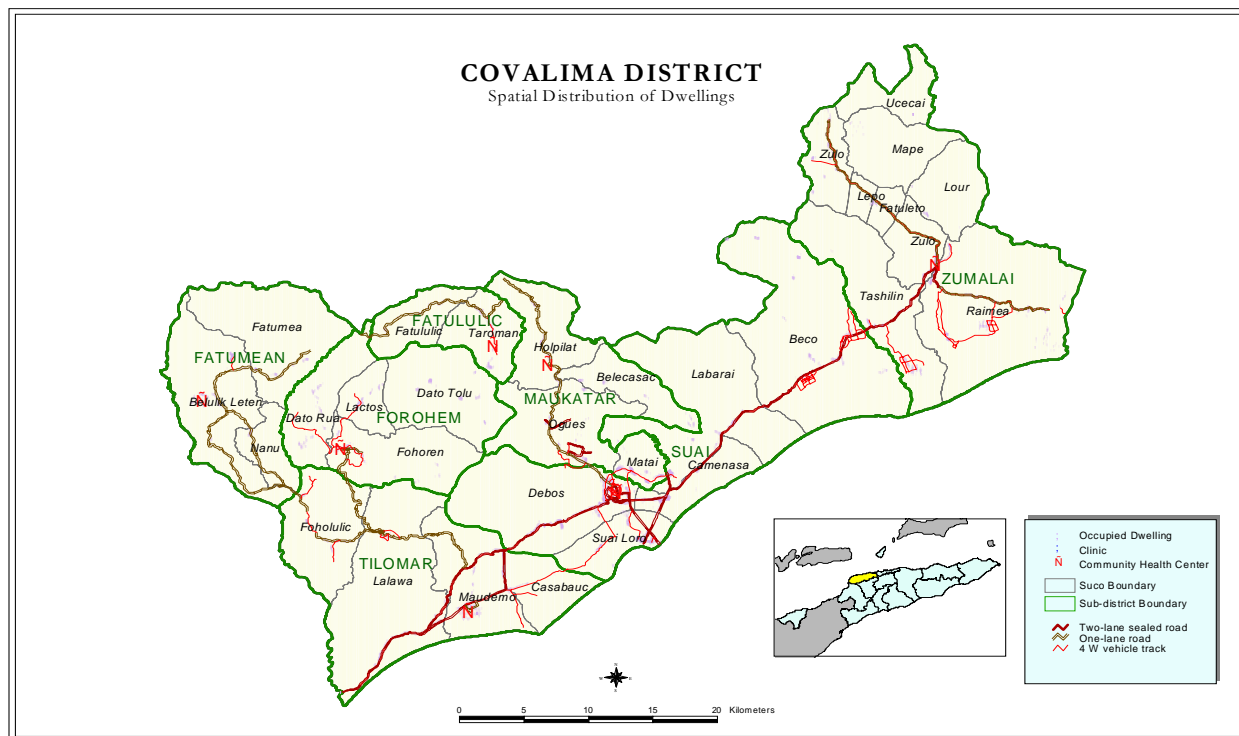 COVALIMA DISTRICT
Spatial Distribution of Dwellings
Ucecai
Zulo
Mape
Lour
Lepo
Fatuleto
Zulo
Ñ
ZUMALAI
Tashilin
Raimea
Beco
Fatumea
FATULULIC
Fatululic
Taroman
Ñ
FATUMEAN
Holpilat
Ñ
Belecasac
Labarai
Ñ
Belulik Leten
Dato Tolu
MAUKATAR
Lactos
Dato Rua
FOROHEM
Ogues
Nanu
Ñ
Fohoren
Matai
SUAI
Camenasa
Debos
Foholulic
Suai Loro
TILOMAR
Lalawa
Casabauc
Maudemo
Ñ
Occupied Dwelling
Clinic
Ñ Community Health Center
Suco Boundary
Sub-district Boundary
Two-lane sealed road
One-lane road
4 W vehicle track
N
W E
S
0 5 10 15 20 Kilometers